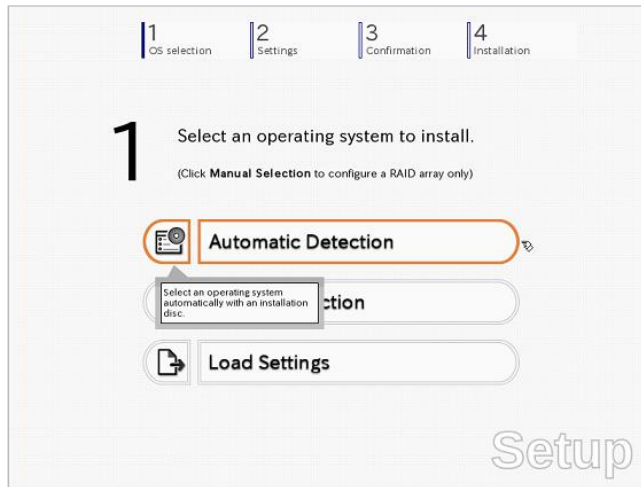 1
OS selection
2
Settings
3
Confirmation
4
Installation
1
Select an operating system to install.
(Click Manual Selection to configure a RAID array only)
Automatic Detection
Select an operating system
automatically with an installation
disc.
ction
Load Settings
Setup